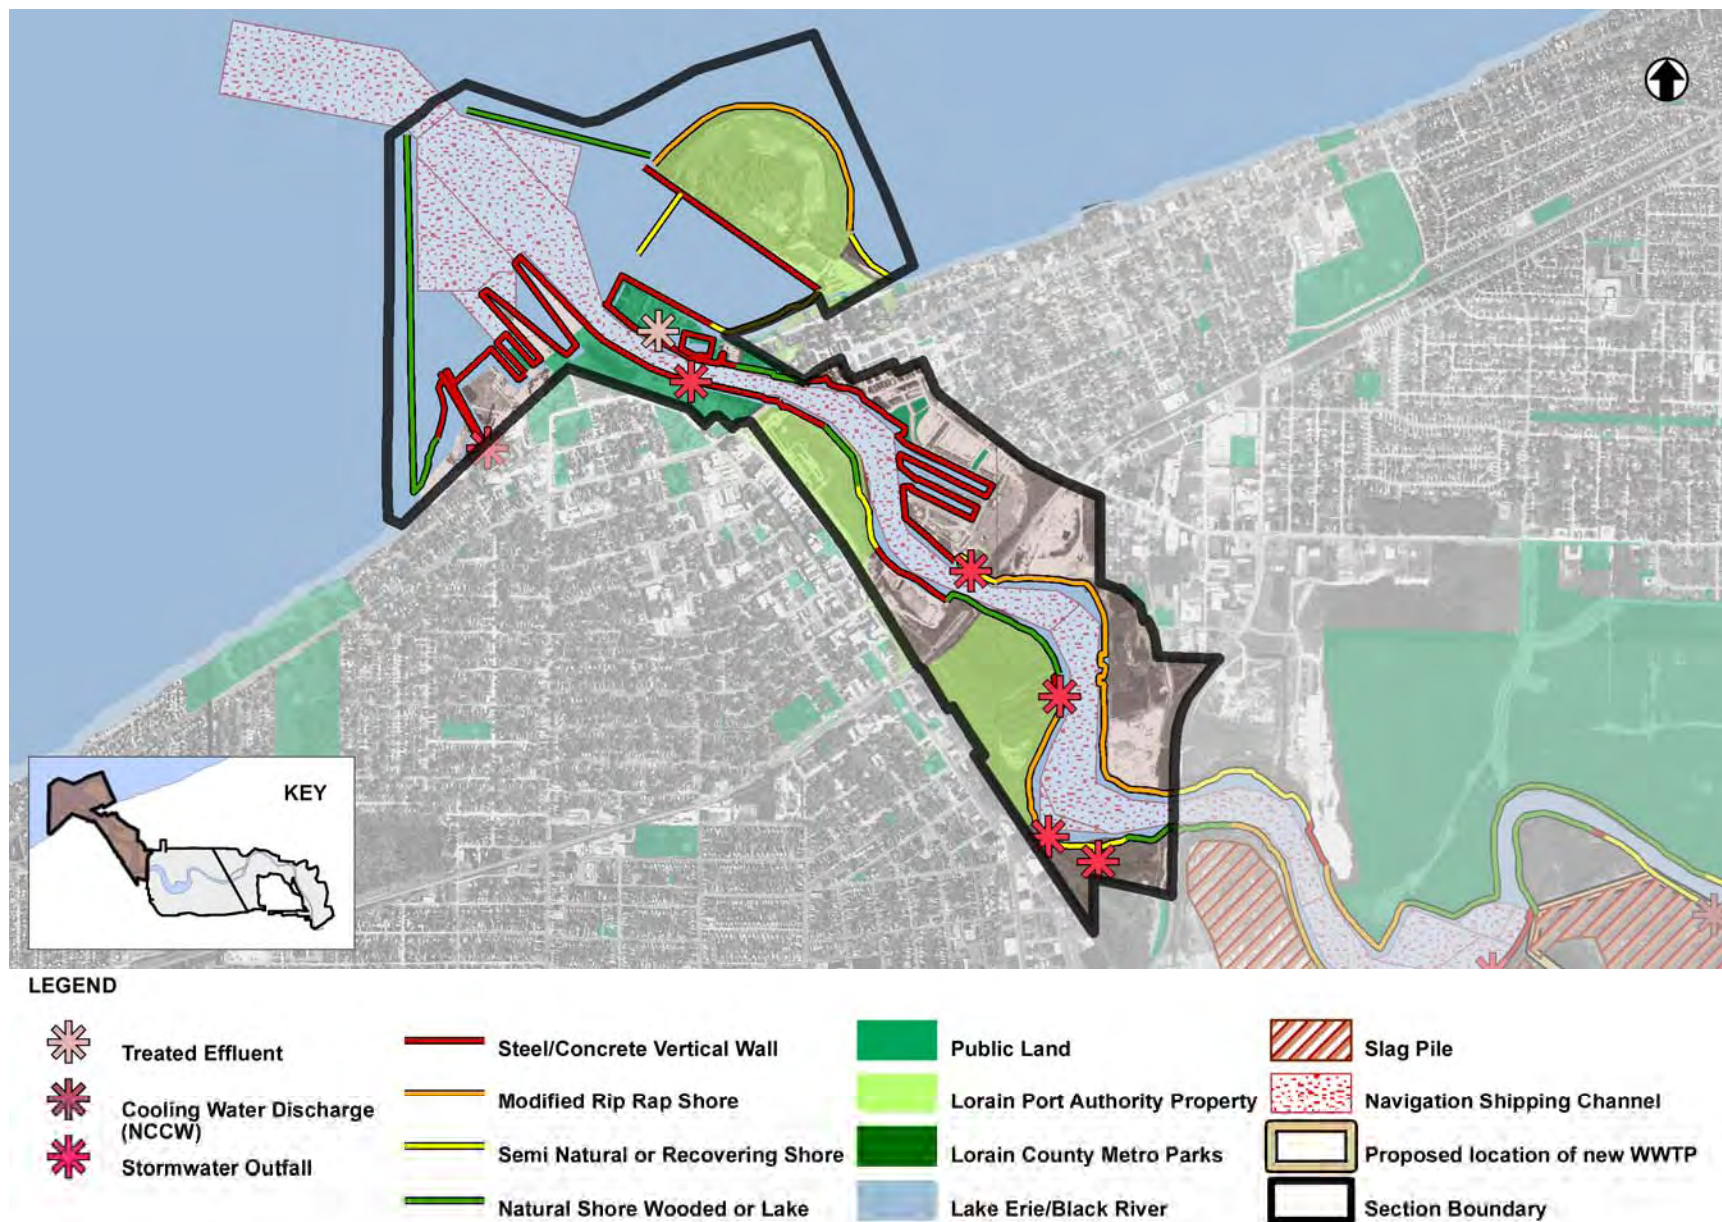 KEY
LEGEND
Treated Effluent
Cooling Water Discharge
(NCCW)
Stormwater Outfall
Steel/Concrete Vertical Wall
Modified Rip Rap Shore
Semi Natural or Recovering Shore
Natural Shore Wooded or Lake
Public Land
Lorain Port Authority Property
Lorain County Metro Parks
Lake Erie/Black River
Slag Pile
Navigation Shipping Channel
Proposed location of new WWTP
Section Boundary